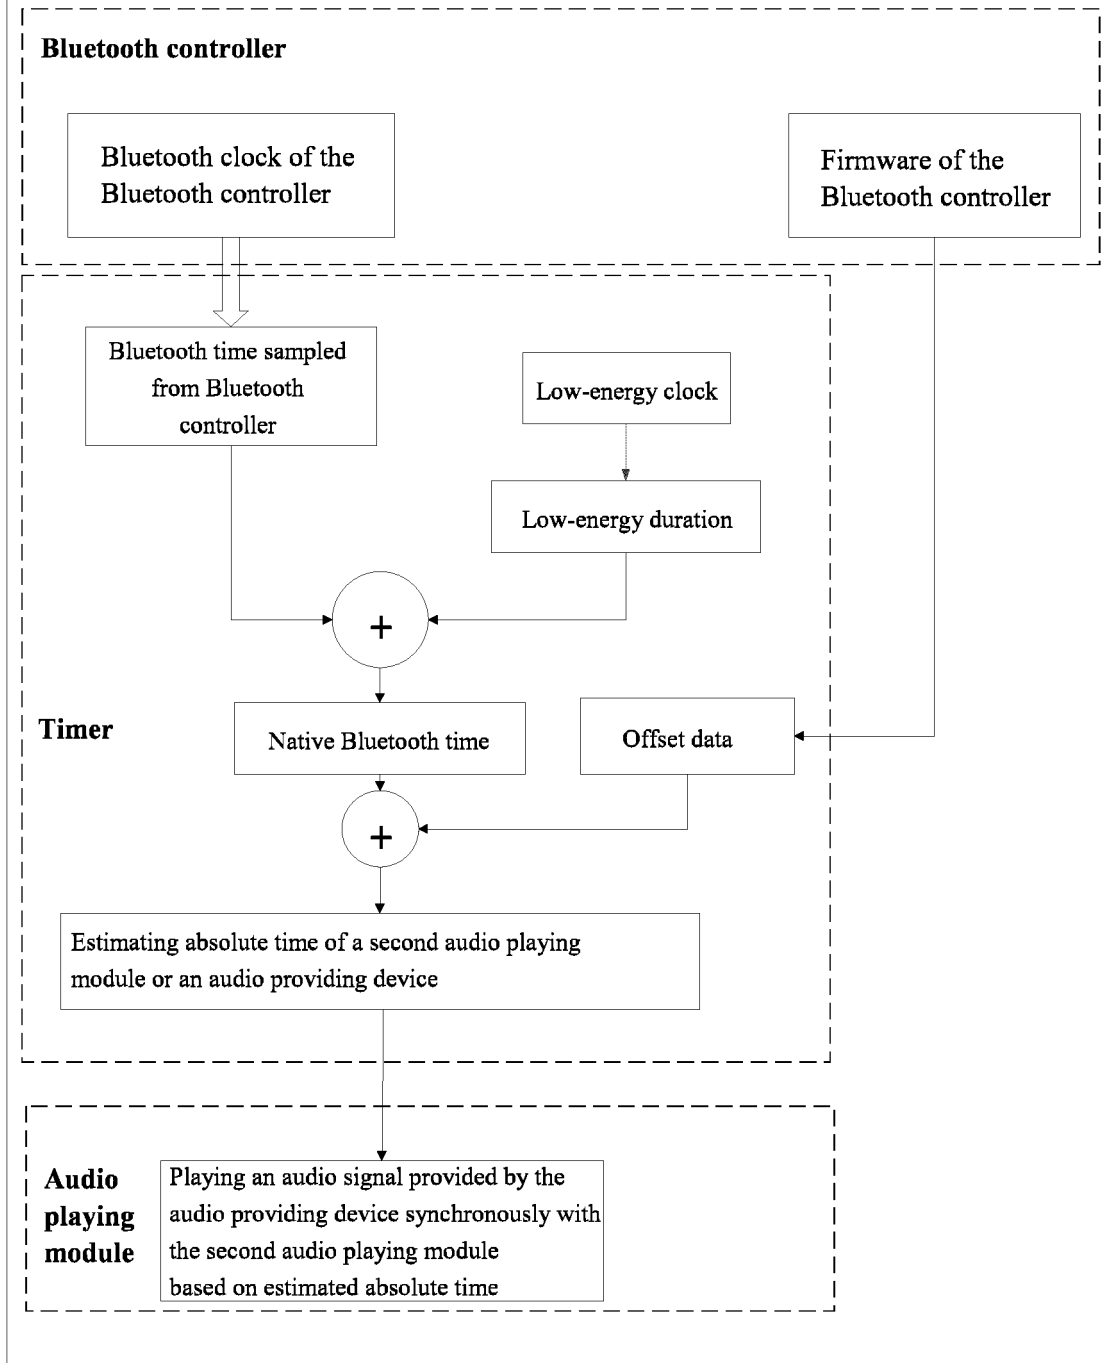 Bluetooth controller
Bluetooth clock of the
Bluetooth controller
Firmware of the
Bluetooth controller
Bluetooth time sampled
from Bluetooth
controller
Low-energy clock
Low-energy duration
+
Timer
Native Bluetooth time
Offset data
+
Estimating absolute time of a second audio playing
module or an audio providing device
Audio
playing
module
Playing an audio signal provided by the
audio providing device synchronously with
the second audio playing module
based on estimated absolute time